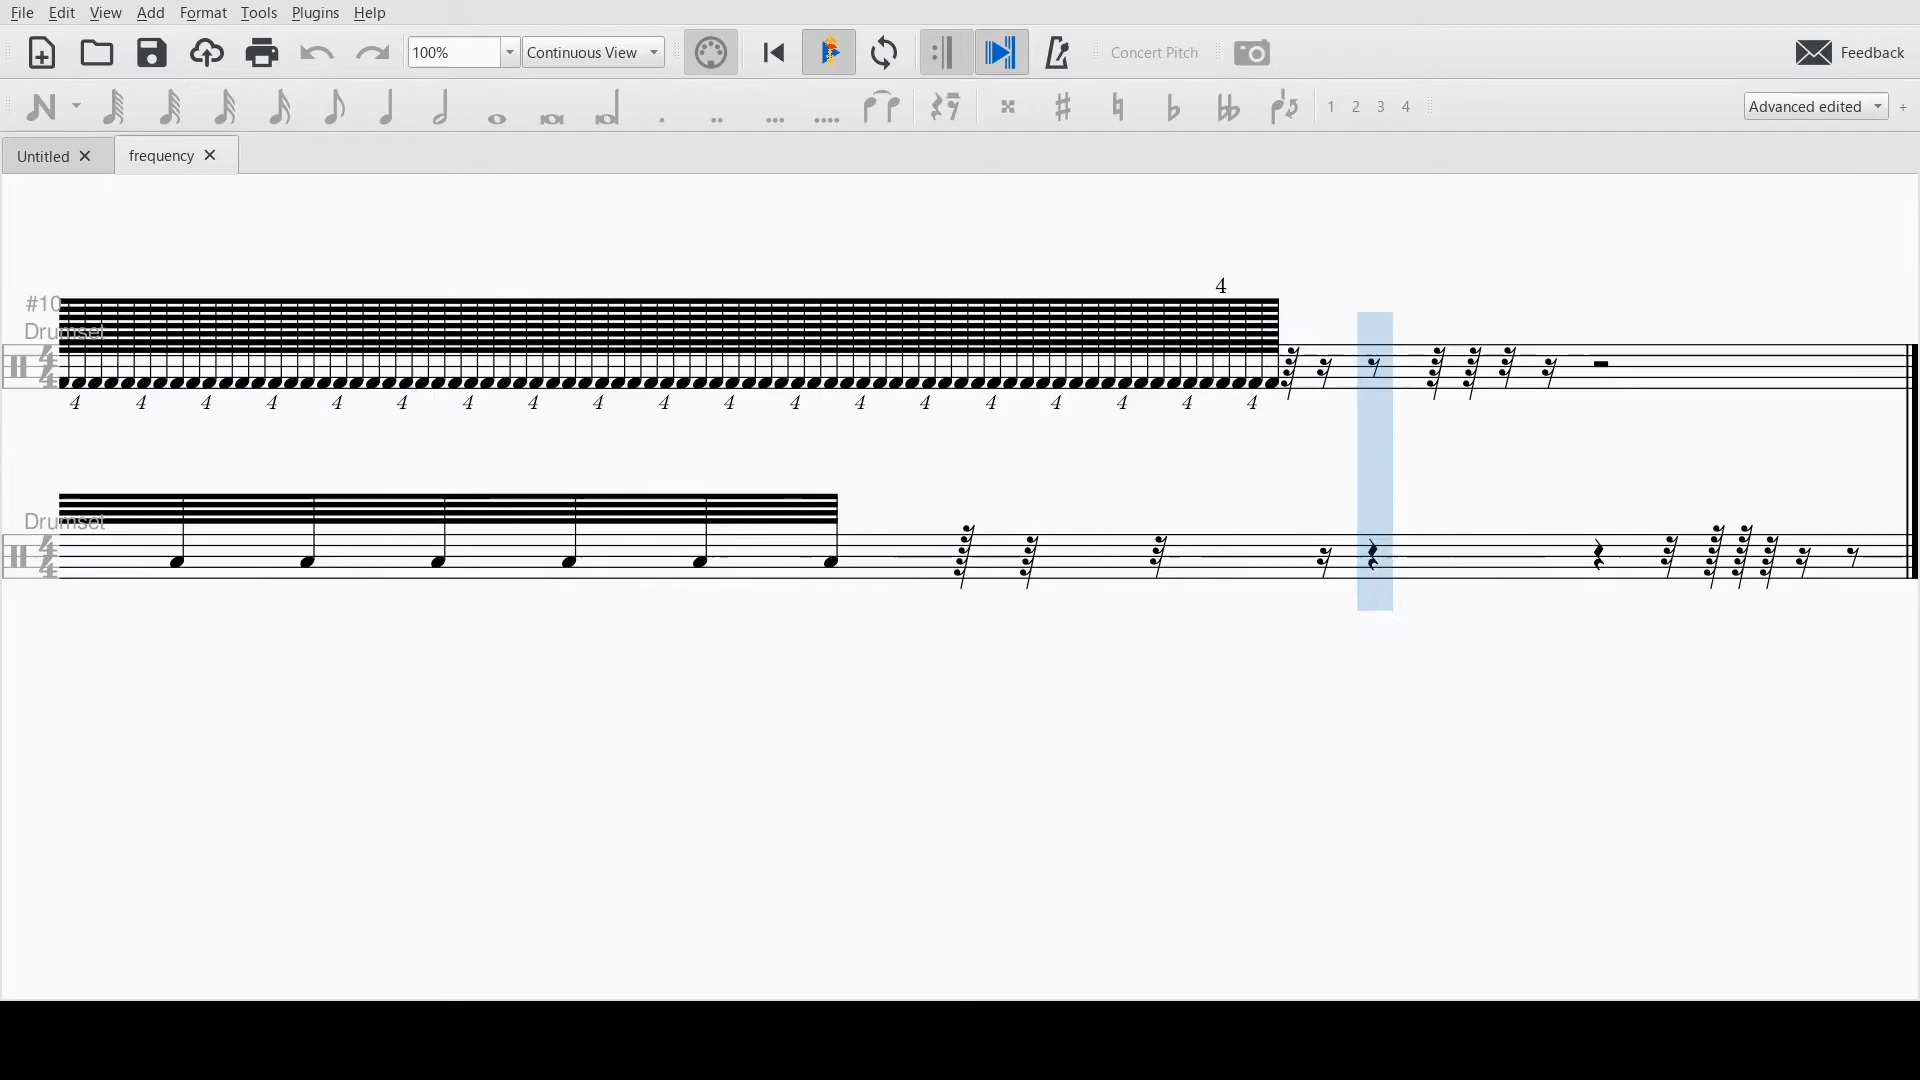 File Edit View Add Format Tools Plugins Help
100% Continuous View Concert Pitch Feedback
1 2 3 4 Advanced edited +
Untitled frequency
4
#10
Drumset
4 4 4 4 4 4 4 4 4 4 4 4 4 4 4 4 4 4 4
Drumset